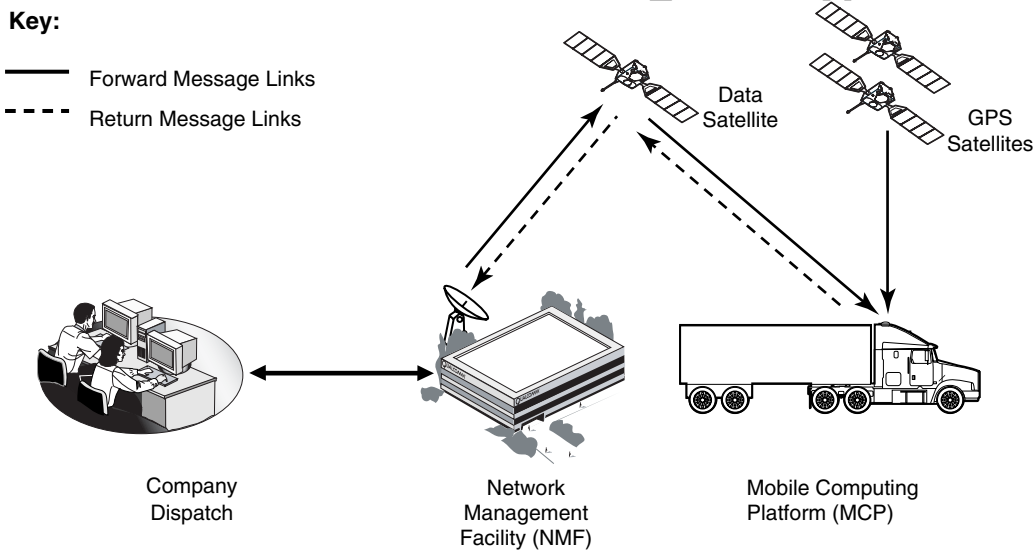 Key:
Forward Message Links
Return Message Links
Data
Satellite
GPS
Satellites
Company
Dispatch
Network
Management
Facility (NMF)
Mobile Computing
Platform (MCP)